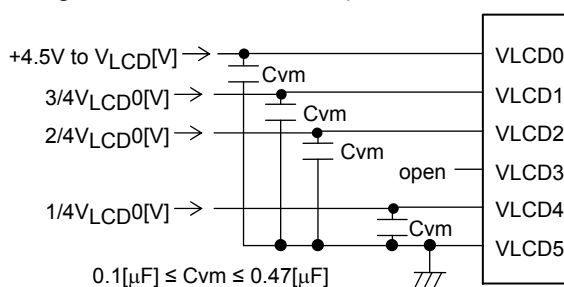 +4.5V to VLCD[V] → VLCD0
Cvm
3/4VLCD0[V] → VLCD1
Cvm
2/4VLCD0[V] → VLCD2
Cvm
open VLCD3
1/4VLCD0[V] → VLCD4
Cvm
VLCD5
0.1[μF] ≤ Cvm ≤ 0.47[μF]